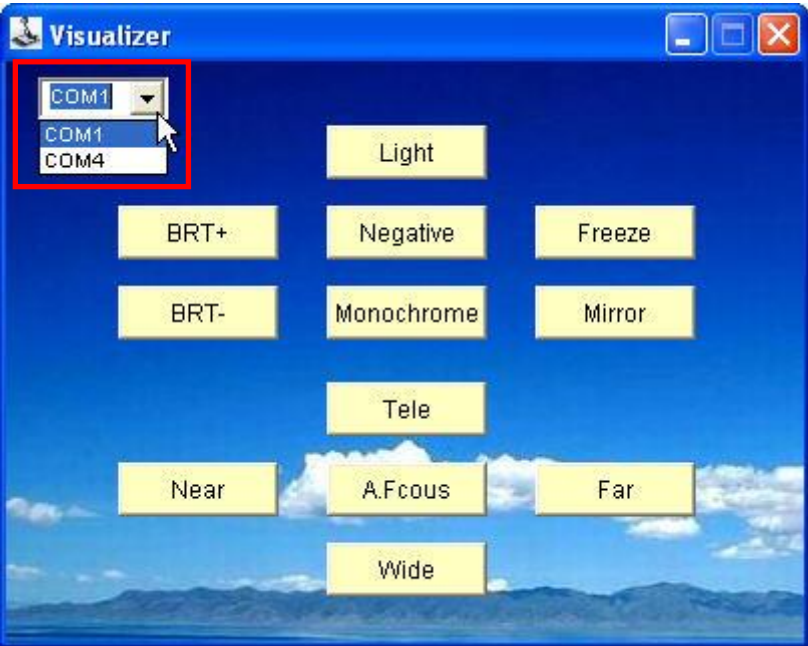 Visualizer
COM1
COM1
COM4
Light
BRT+ Negative Freeze
BRT- Monochrome Mirror
Tele
Near A.Fcous Far
Wide